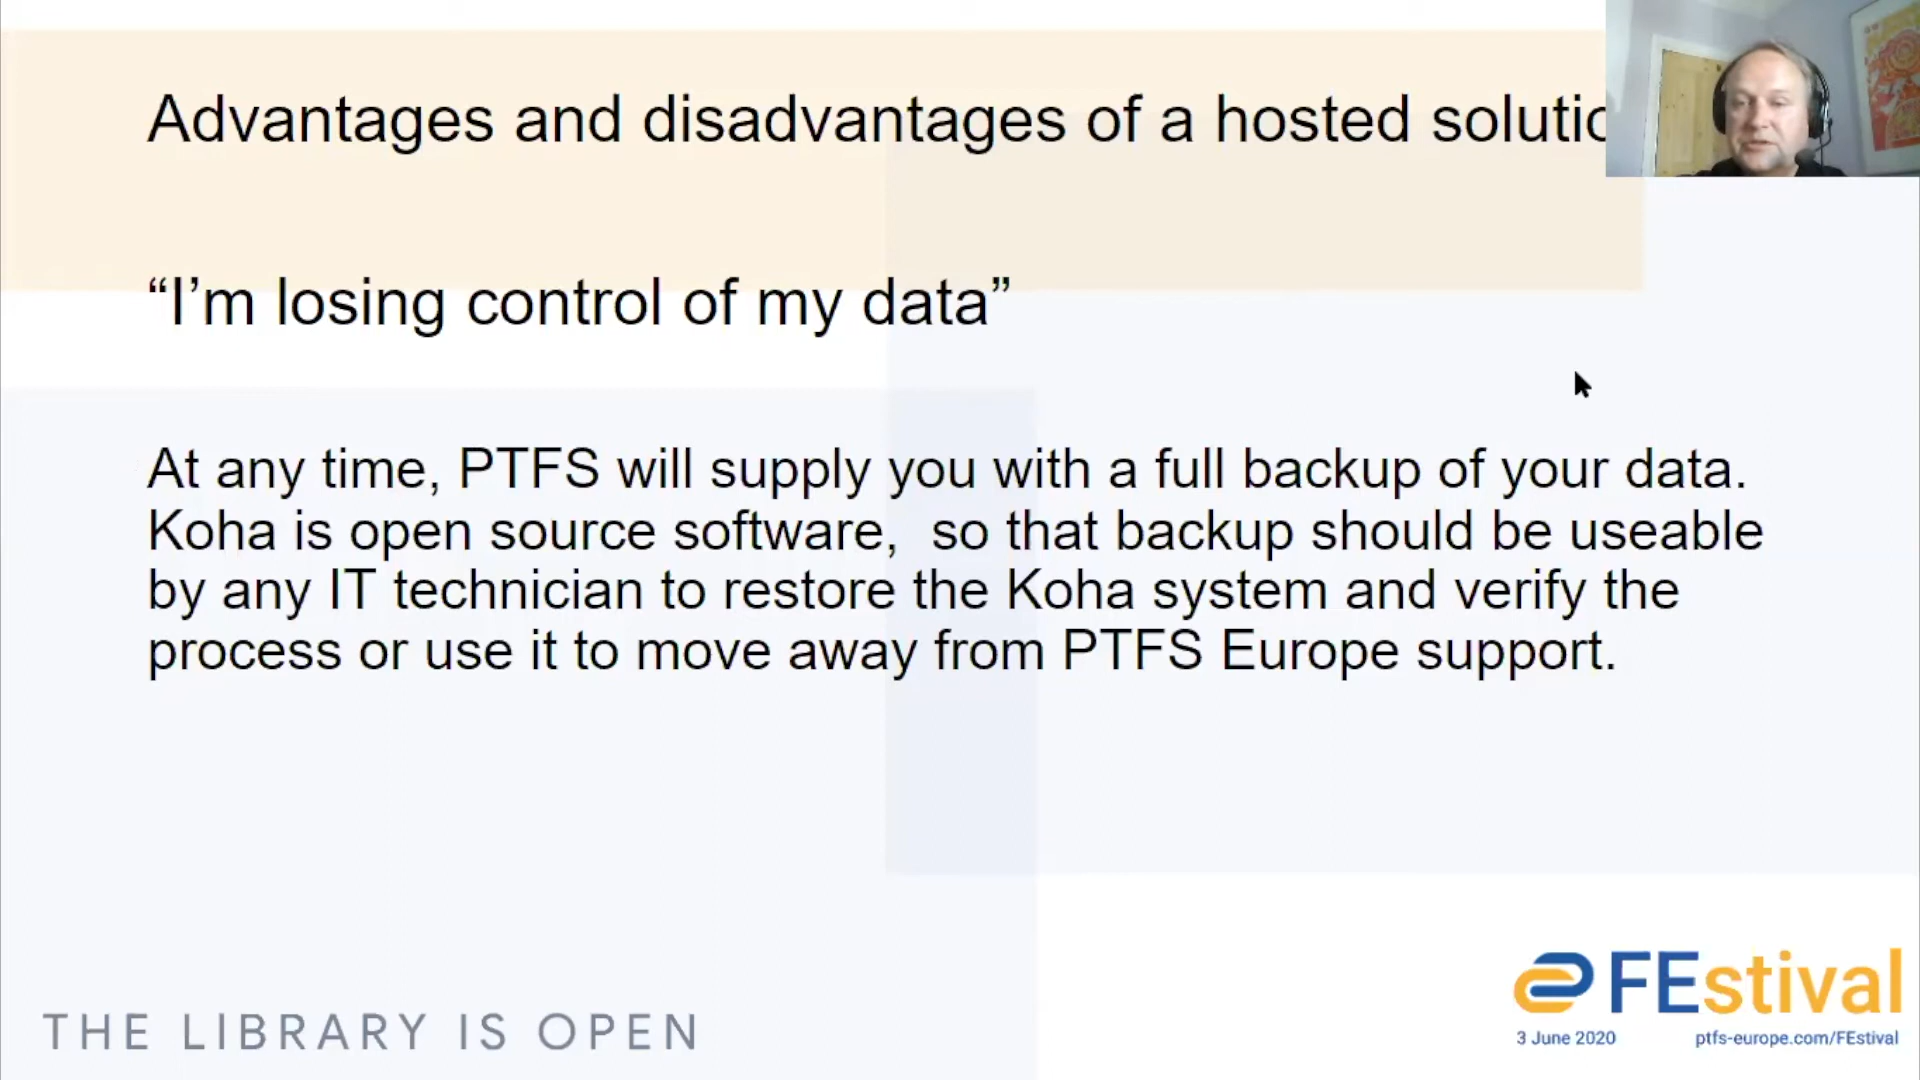 Advantages and disadvantages of a hosted solutio
“I’m losing control of my data”
At any time, PTFS will supply you with a full backup of your data.
Koha is open source software,  so that backup should be useable
by any IT technician to restore the Koha system and verify the
process or use it to move away from PTFS Europe support.
THE LIBRARY IS OPEN
FEstival
3 June 2020 ptfs-europe.com/FEstival